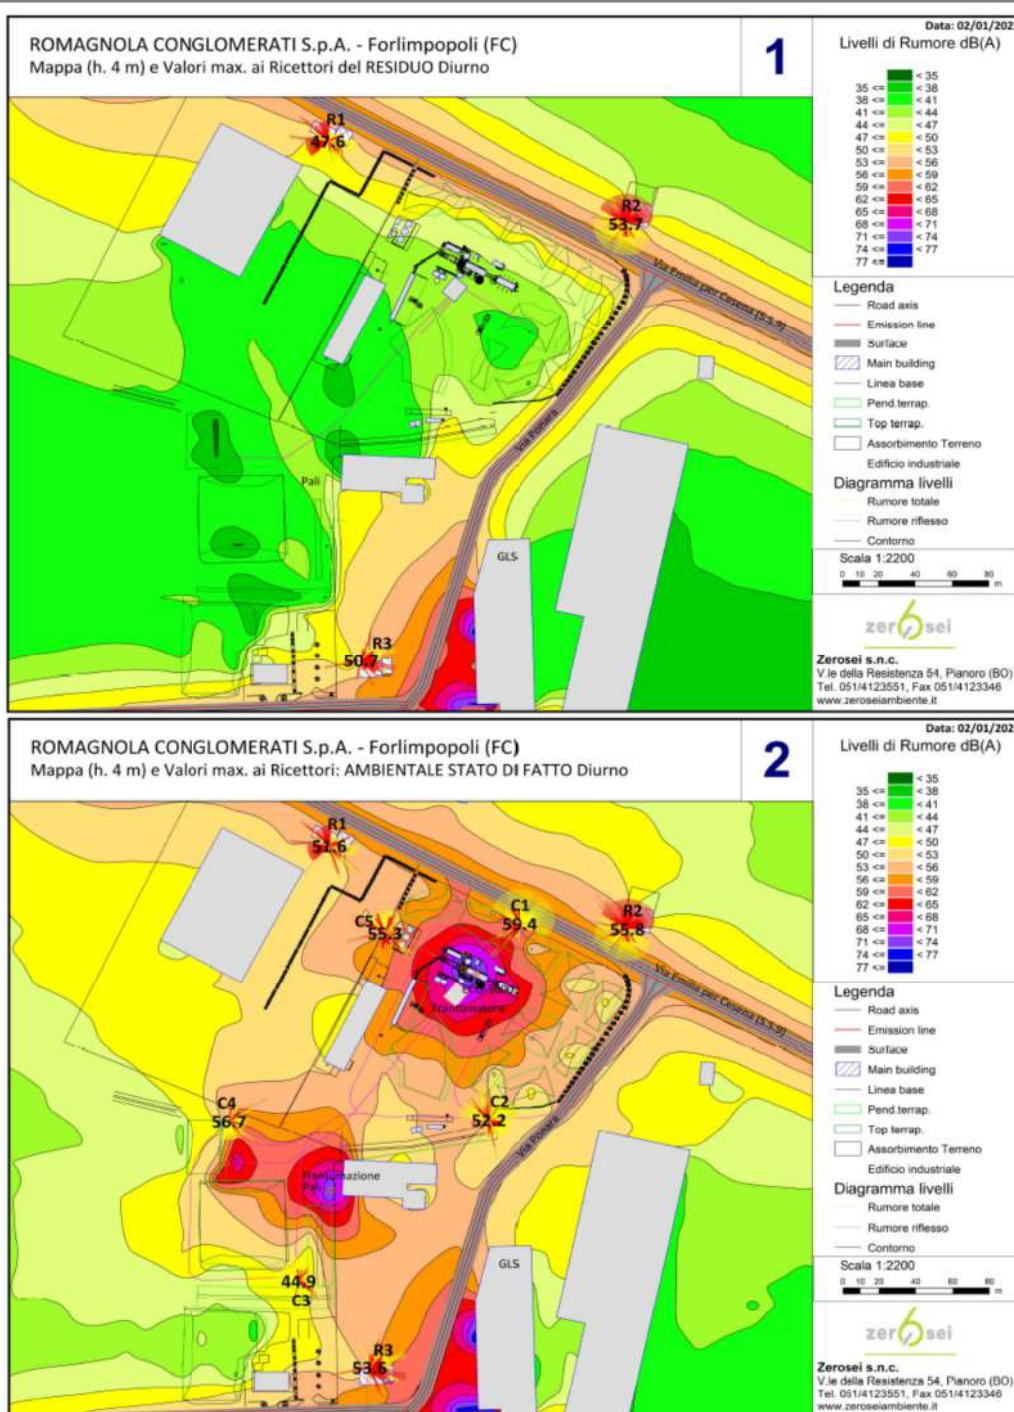 Data: 02/01/202
ROMAGNOLA CONGLOMERATI S.p.A. - Forlimpopoli (FC)
Mappa (h. 4 m) e Valori max. ai Ricettori del RESIDUO Diurno
1
Livelli di Rumore dB(A)
< 35
35 <= < 38
38 <= < 41
41 <= < 44
44 <= < 47
47 <= < 50
50 <= < 53
53 <= < 56
56 <= < 59
59 <= < 62
62 <= < 65
65 <= < 68
68 <= < 71
71 <= < 74
74 <= < 77
77 <=
Legenda
Road axis
Emission line
Surface
Main building
Linea base
Pend.terrap.
Top terrap.
Assorbimento Terreno
Edificio industriale
Diagramma livelli
Rumore totale
Rumore riflesso
Contorno
Scala 1:2200
0 10 20 40 60 80
m
zer6sei
Zerosei s.n.c.
V.le della Resistenza 54, Pianoro (BO)
Tel. 051/4123551, Fax 051/4123346
www.zeroseiambiente.it
R1
47.6
R2
53.7
Via Emilia per Cesena (S.S.9)
Via Ponara
Pali
GLS
R3
50.7
Data: 02/01/202
ROMAGNOLA CONGLOMERATI S.p.A. - Forlimpopoli (FC)
Mappa (h. 4 m) e Valori max. ai Ricettori: AMBIENTALE STATO DI FATTO Diurno
2
Livelli di Rumore dB(A)
< 35
35 <= < 38
38 <= < 41
41 <= < 44
44 <= < 47
47 <= < 50
50 <= < 53
53 <= < 56
56 <= < 59
59 <= < 62
62 <= < 65
65 <= < 68
68 <= < 71
71 <= < 74
74 <= < 77
77 <=
Legenda
Road axis
Emission line
Surface
Main building
Linea base
Pend.terrap.
Top terrap.
Assorbimento Terreno
Edificio industriale
Diagramma livelli
Rumore totale
Rumore riflesso
Contorno
Scala 1:2200
0 10 20 40 60 80
m
zer6sei
Zerosei s.n.c.
V.le della Resistenza 54, Pianoro (BO)
Tel. 051/4123551, Fax 051/4123346
www.zeroseiambiente.it
R1
51.6
C5
55.3
C1
59.4
R2
55.8
Via Emilia per Cesena (S.S.9)
Frantumatore
C4
56.7
C2
52.2
Via Ponara
Frantumazione
Pali
44.9
C3
GLS
R3
53.6